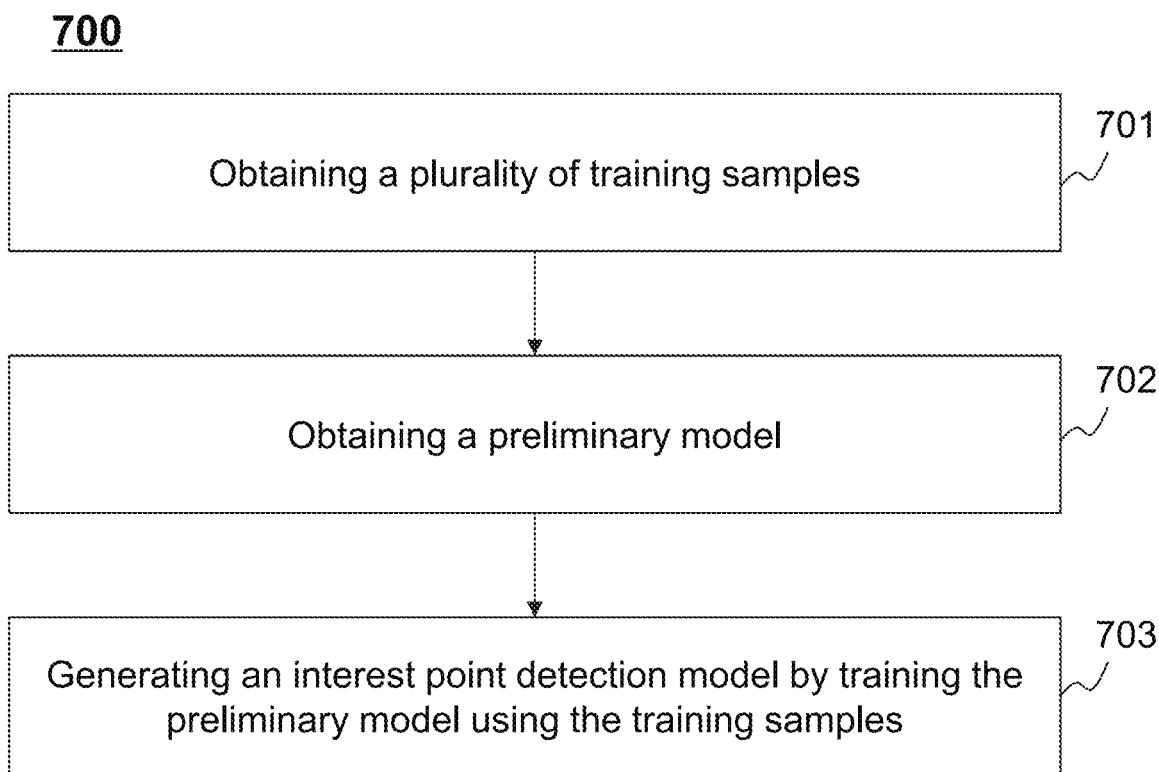 700
701
Obtaining a plurality of training samples
702
Obtaining a preliminary model
703
Generating an interest point detection model by training the
preliminary model using the training samples